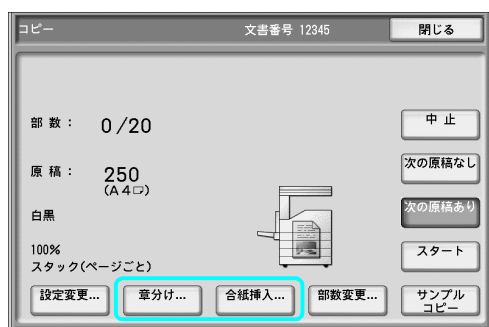 コピー 文書番号 12345 閉じる
部 数 : 0/20
中 止
原 稿 : 250
(A4)
次の原稿なし
白黒
次の原稿あり
100%
スタック(ページごと)
スタート
設定変更... 章分け... 合紙挿入... 部数変更... サンプル
コピー